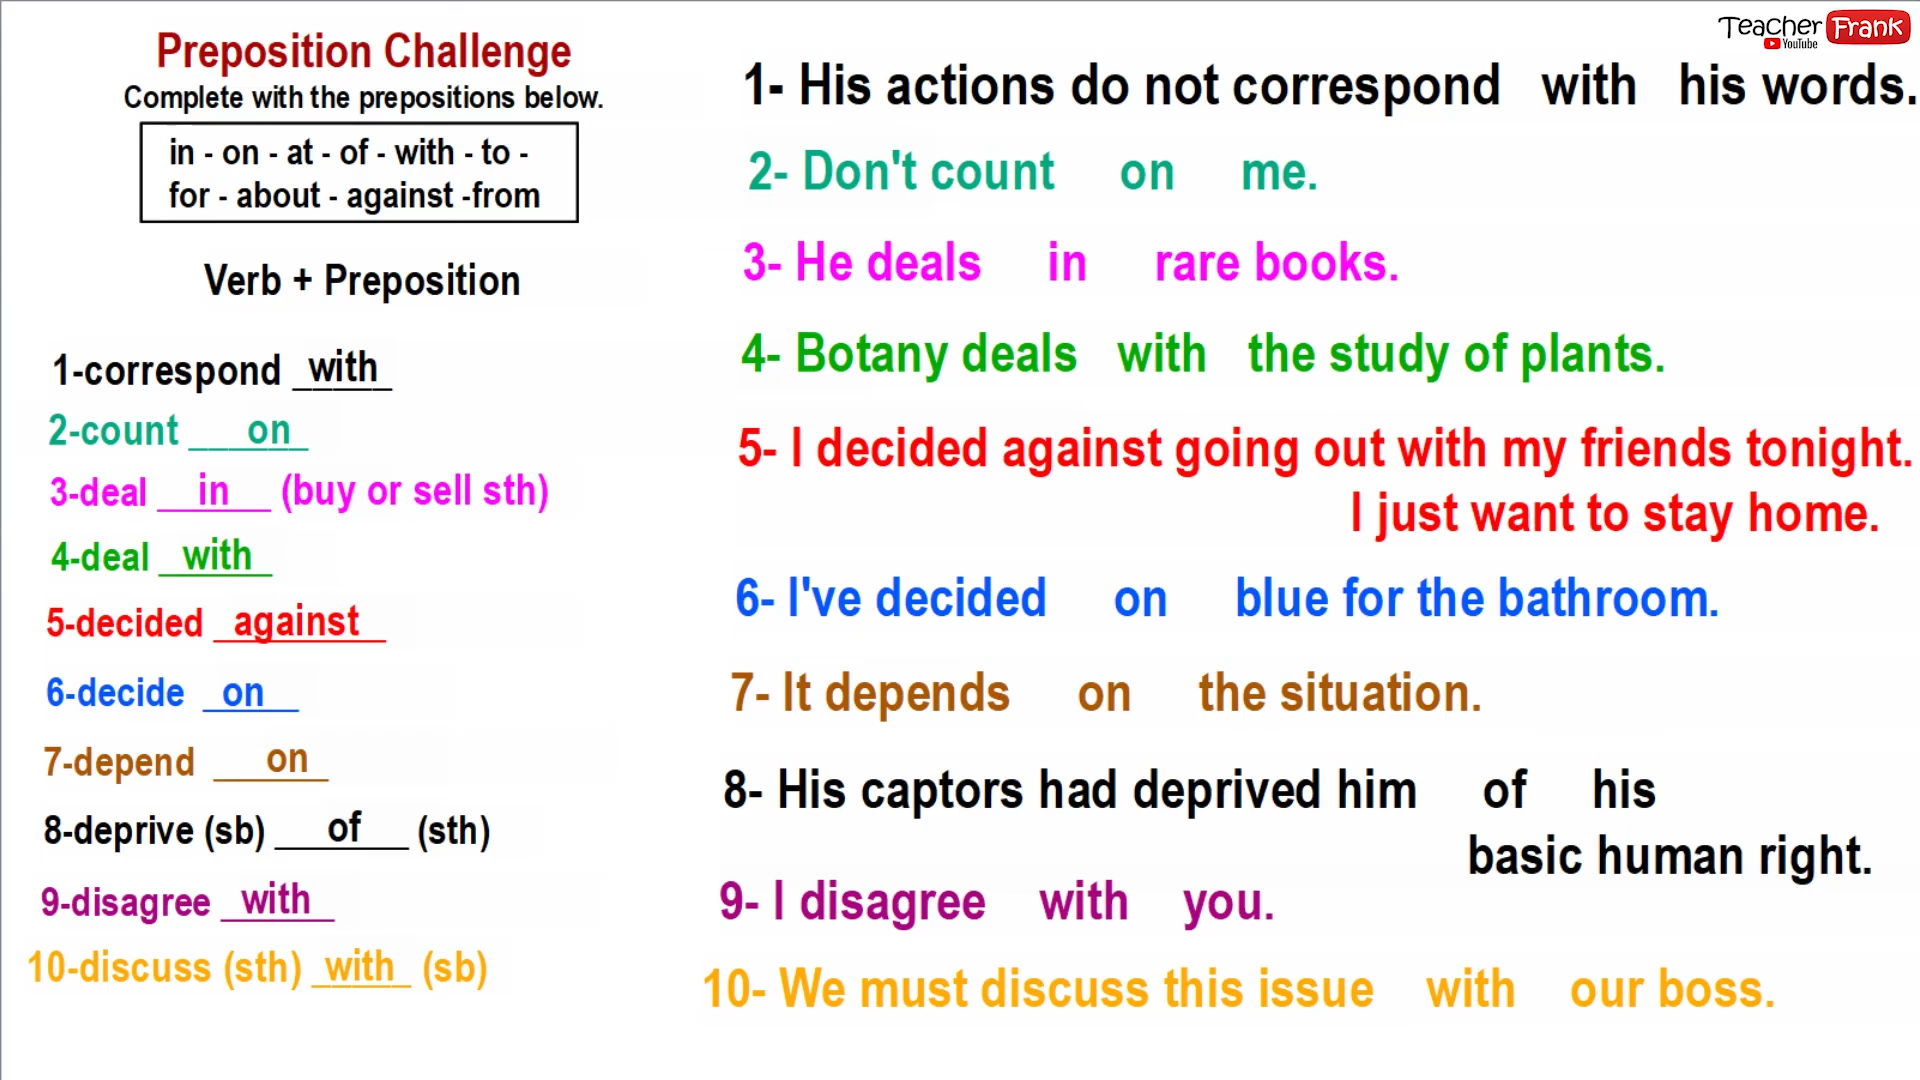 Preposition Challenge
Complete with the prepositions below.
in - on - at - of - with - to -
for - about - against -from
Verb + Preposition
1-correspond with
2-count on
3-deal in (buy or sell sth)
4-deal with
5-decided against
6-decide on
7-depend on
8-deprive (sb) of (sth)
9-disagree with
10-discuss (sth) with (sb)
Teacher Frank
YouTube
1- His actions do not correspond with his words.
2- Don't count on me.
3- He deals in rare books.
4- Botany deals with the study of plants.
5- I decided against going out with my friends tonight.
I just want to stay home.
6- I've decided on blue for the bathroom.
7- It depends on the situation.
8- His captors had deprived him of his
basic human right.
9- I disagree with you.
10- We must discuss this issue with our boss.